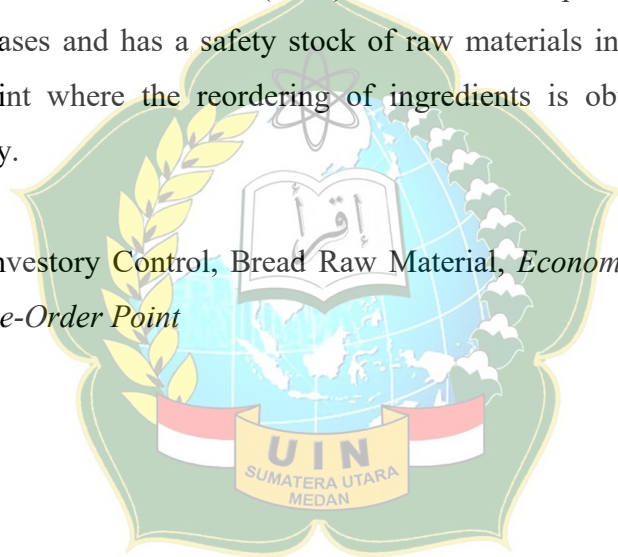 ases and has a safety stock of raw materials in
int where the reordering of ingredients is ob
y.
nvestory Control, Bread Raw Material, Econom
e-Order Point
إقرأ
UIN
SUMATERA UTARA
MEDAN